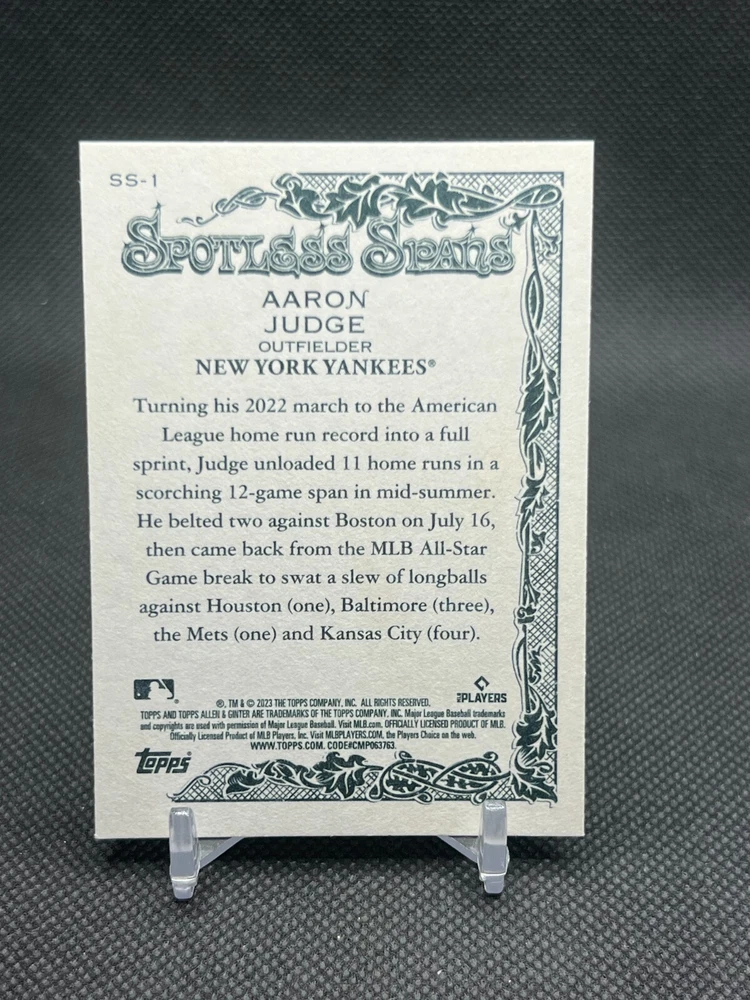 SS-1
SPOTLESS SPANS
AARON
JUDGE
OUTFIELDER
NEW YORK YANKEES®
Turning his 2022 march to the American
League home run record into a full
sprint, Judge unloaded 11 home runs in a
scorching 12-game span in mid-summer.
He belted two against Boston on July 16,
then came back from the MLB All-Star
Game break to swat a slew of longballs
against Houston (one), Baltimore (three),
the Mets (one) and Kansas City (four).
PLAYERS
®, TM & © 2023 THE TOPPS COMPANY, INC. ALL RIGHTS RESERVED.
TOPPS AND TOPPS ALLEN & GINTER ARE TRADEMARKS OF THE TOPPS COMPANY, INC. Major League Baseball trademarks
and copyrights are used with permission of Major League Baseball. Visit MLB.com. OFFICIALLY LICENSED PRODUCT OF MLB.
Officially Licensed Product of MLB Players, Inc. Visit MLBPLAYERS.COM, the Players Choice on the web.
WWW.TOPPS.COM. CODE#CMP063763.
TOPPS®